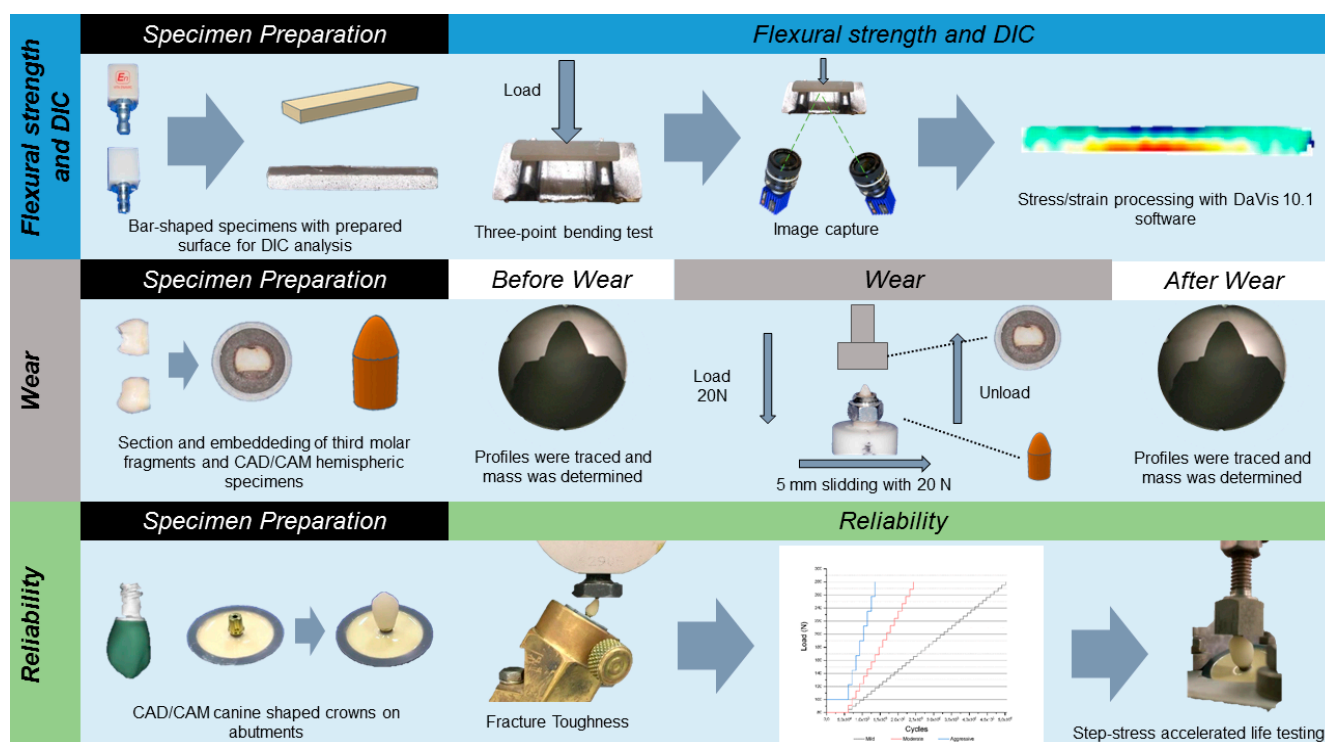 Flexural strength
and DIC
Specimen Preparation
Flexural strength and DIC
Load
Bar-shaped specimens with prepared
surface for DIC analysis
Three-point bending test
Image capture
Stress/strain processing with DaVis 10.1
software
Wear
Specimen Preparation
Before Wear
Wear
After Wear
Load
20N
Unload
Section and embeddeding of third molar
fragments and CAD/CAM hemispheric
specimens
Profiles were traced and
mass was determined
5 mm slidding with 20 N
Profiles were traced and
mass was determined
Reliability
Specimen Preparation
Reliability
Load (N)
Cycles
Mild
Moderate
Aggressive
CAD/CAM canine shaped crowns on
abutments
Fracture Toughness
Step-stress accelerated life testing